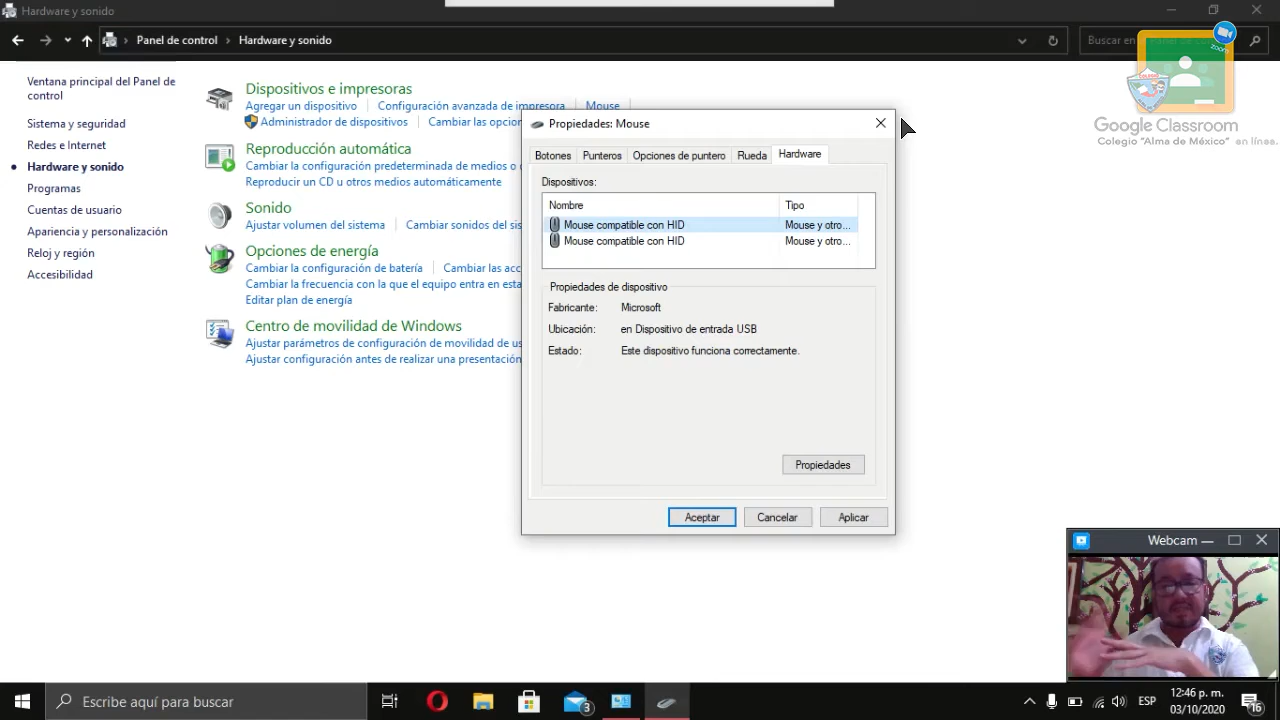 Hardware y sonido
Panel de control
Hardware y sonido
Buscar en
zoom
Google Classroom
Colegio "Alma de México" en línea.
Ventana principal del Panel de
control
Sistema y seguridad
Redes e Internet
Hardware y sonido
Programas
Cuentas de usuario
Apariencia y personalización
Reloj y región
Accesibilidad
Dispositivos e impresoras
Agregar un dispositivo
Configuración avanzada de impresora
Mouse
Administrador de dispositivos
Cambiar las opcion
Reproducción automática
Cambiar la configuración predeterminada de medios o
Reproducir un CD u otros medios automáticamente
Sonido
Ajustar volumen del sistema
Cambiar sonidos del sis
Opciones de energía
Cambiar la configuración de batería
Cambiar las acc
Cambiar la frecuencia con la que el equipo entra en esta
Editar plan de energía
Centro de movilidad de Windows
Ajustar parámetros de configuración de movilidad de us
Ajustar configuración antes de realizar una presentación
Propiedades: Mouse
Botones
Punteros
Opciones de puntero
Rueda
Hardware
Dispositivos:
Nombre
Tipo
Mouse compatible con HID
Mouse y otro...
Mouse compatible con HID
Mouse y otro...
Propiedades de dispositivo
Fabricante:
Microsoft
Ubicación:
en Dispositivo de entrada USB
Estado:
Este dispositivo funciona correctamente.
Propiedades
Aceptar
Cancelar
Aplicar
Webcam
Escribe aquí para buscar
3
ESP
12:46 p. m.
03/10/2020
16